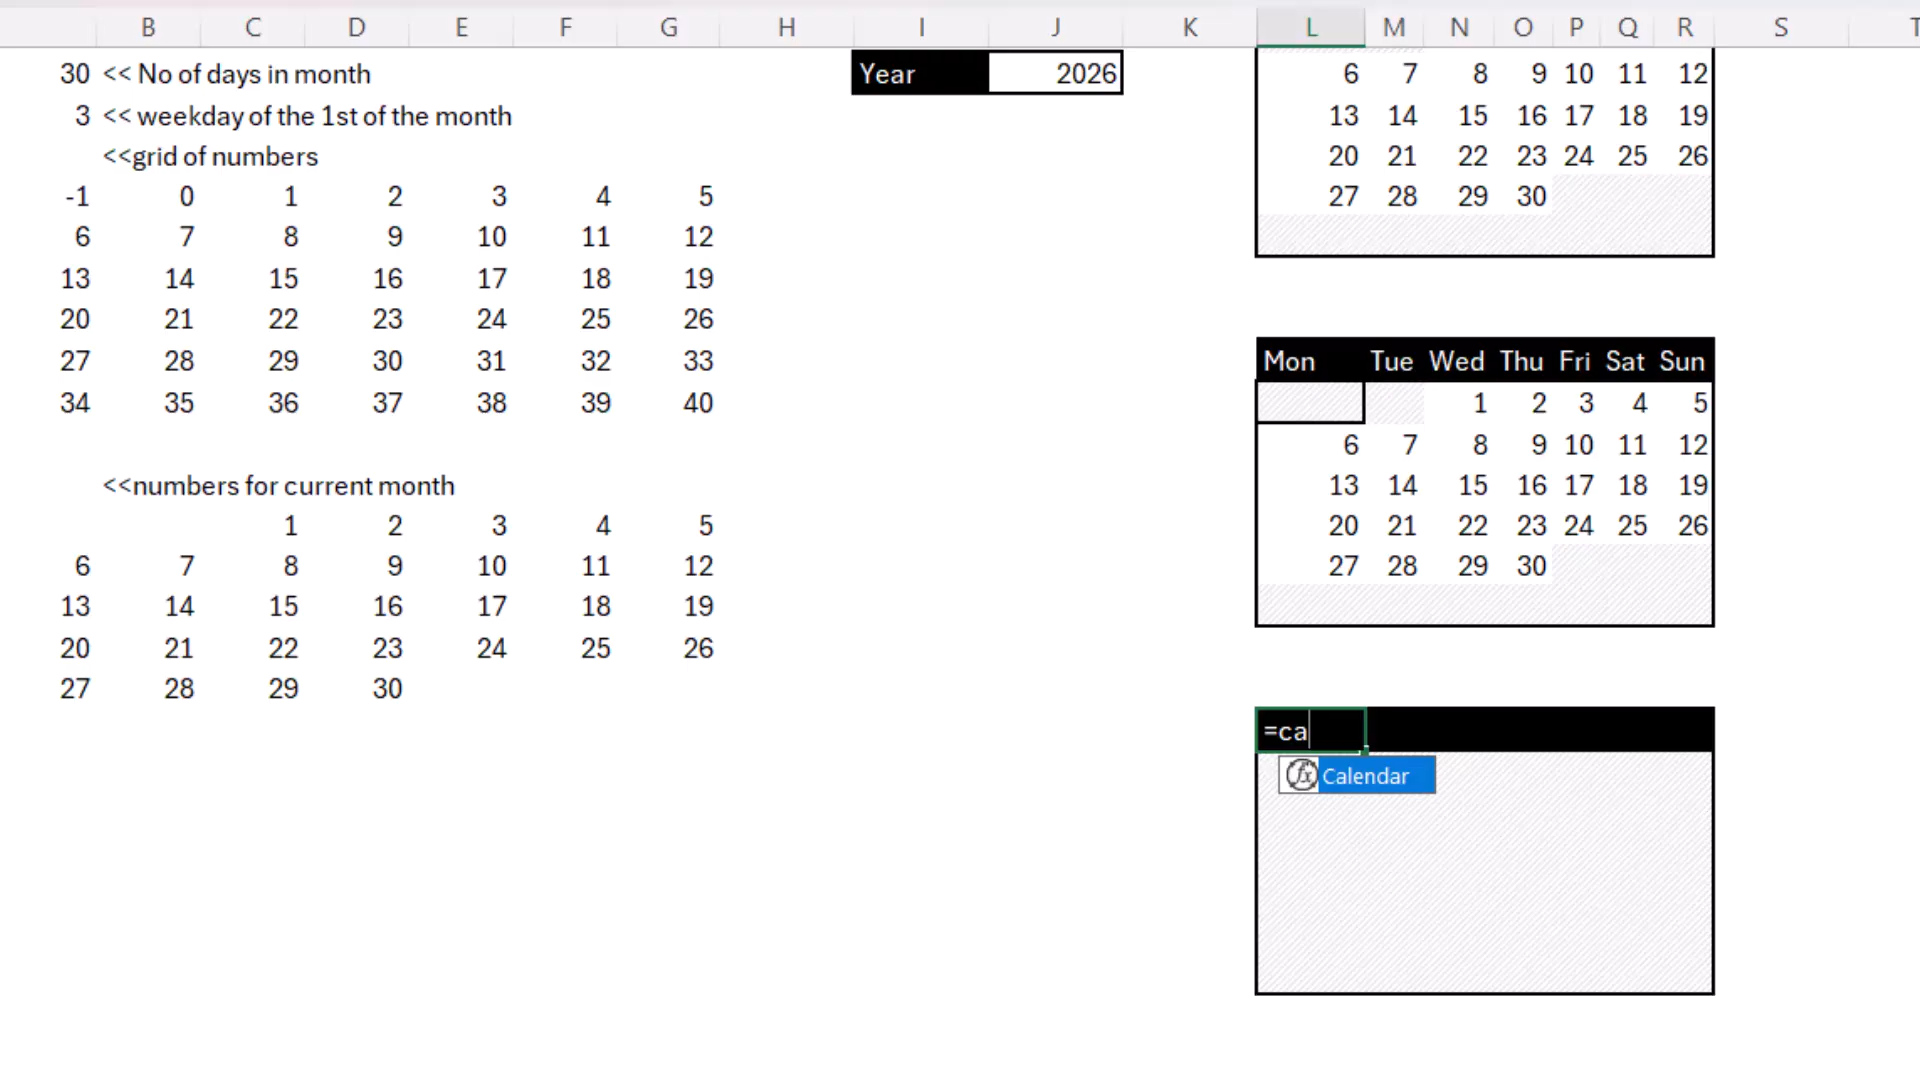 B C D E F G H I J K L M N O P Q R S T
30 << No of days in month Year 2026 6 7 8 9 10 11 12
3 << weekday of the 1st of the month 13 14 15 16 17 18 19
<<grid of numbers 20 21 22 23 24 25 26
-1 0 1 2 3 4 5 27 28 29 30
6 7 8 9 10 11 12
13 14 15 16 17 18 19
20 21 22 23 24 25 26
27 28 29 30 31 32 33 Mon Tue Wed Thu Fri Sat Sun
34 35 36 37 38 39 40 1 2 3 4 5
6 7 8 9 10 11 12
<<numbers for current month 13 14 15 16 17 18 19
1 2 3 4 5 20 21 22 23 24 25 26
6 7 8 9 10 11 12 27 28 29 30
13 14 15 16 17 18 19
20 21 22 23 24 25 26
27 28 29 30
=ca
fx Calendar